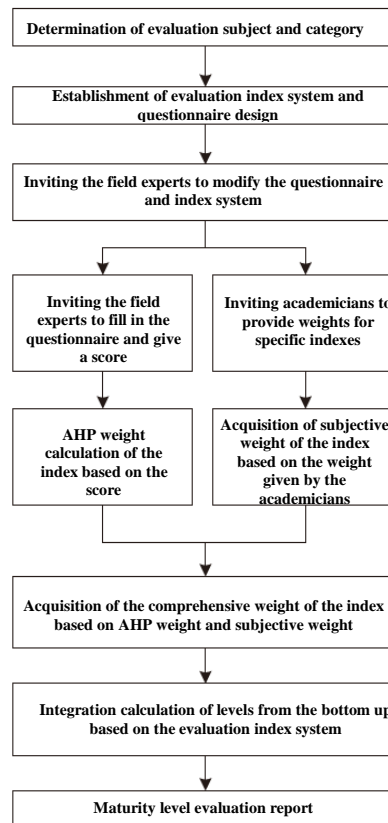 Determination of evaluation subject and category
Establishment of evaluation index system and
questionnaire design
Inviting the field experts to modify the questionnaire
and index system
Inviting the field
experts to fill in the
questionnaire and give
a score
Inviting academicians to
provide weights for
specific indexes
AHP weight
calculation of the
index based on the
score
Acquisition of subjective
weight of the index
based on the weight
given by the
academicians
Acquisition of the comprehensive weight of the index
based on AHP weight and subjective weight
Integration calculation of levels from the bottom up
based on the evaluation index system
Maturity level evaluation report